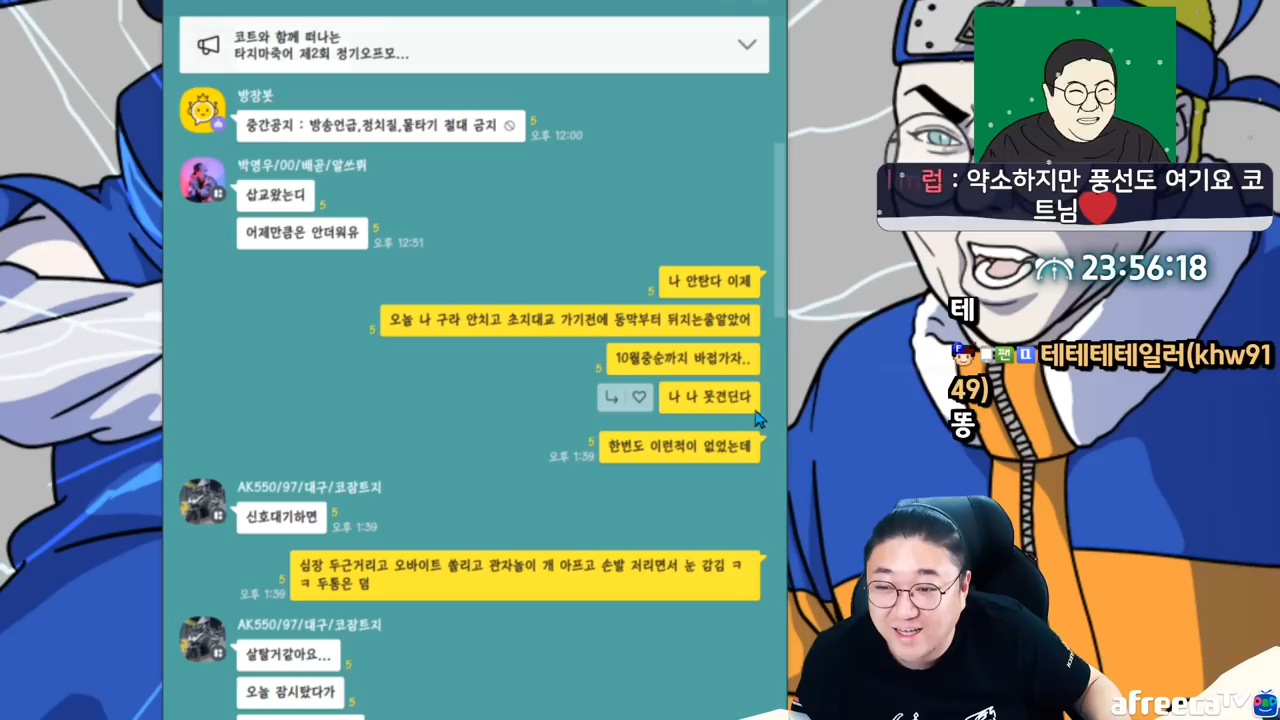 코트와 함께 떠나는
타지마죽어 제2회 정기오프모...
방장봇
중간공지 : 방송언급,정치질,물타기 절대 금지
5
오후 12:00
박영우/00/배곧/알쓰뤼
삽교왔는디
5
어제만큼은 안더워유
5
오후 12:51
나 안탄다 이제
5
오늘 나 구라 안치고 초지대교 가기전에 동막부터 뒤지는줄알았어
5
10월중순까지 바접가자..
5
나 나 못견딘다
한번도 이런적이 없었는데
5
오후 1:39
AK550/97/대구/코잠트지
신호대기하면
5
오후 1:39
심장 두근거리고 오바이트 쏠리고 관자놀이 개 아프고 손발 저리면서 눈 감김 ㅋ
ㅋ 두통은 덤
5
오후 1:39
AK550/97/대구/코잠트지
살탈거같아요...
5
오늘 잠시탔다가
5
럽 : 약소하지만 풍선도 여기요 코
트님
23:56:18
테
F 팬 테테테테일러(khw91
49)
똥
afreecaTV